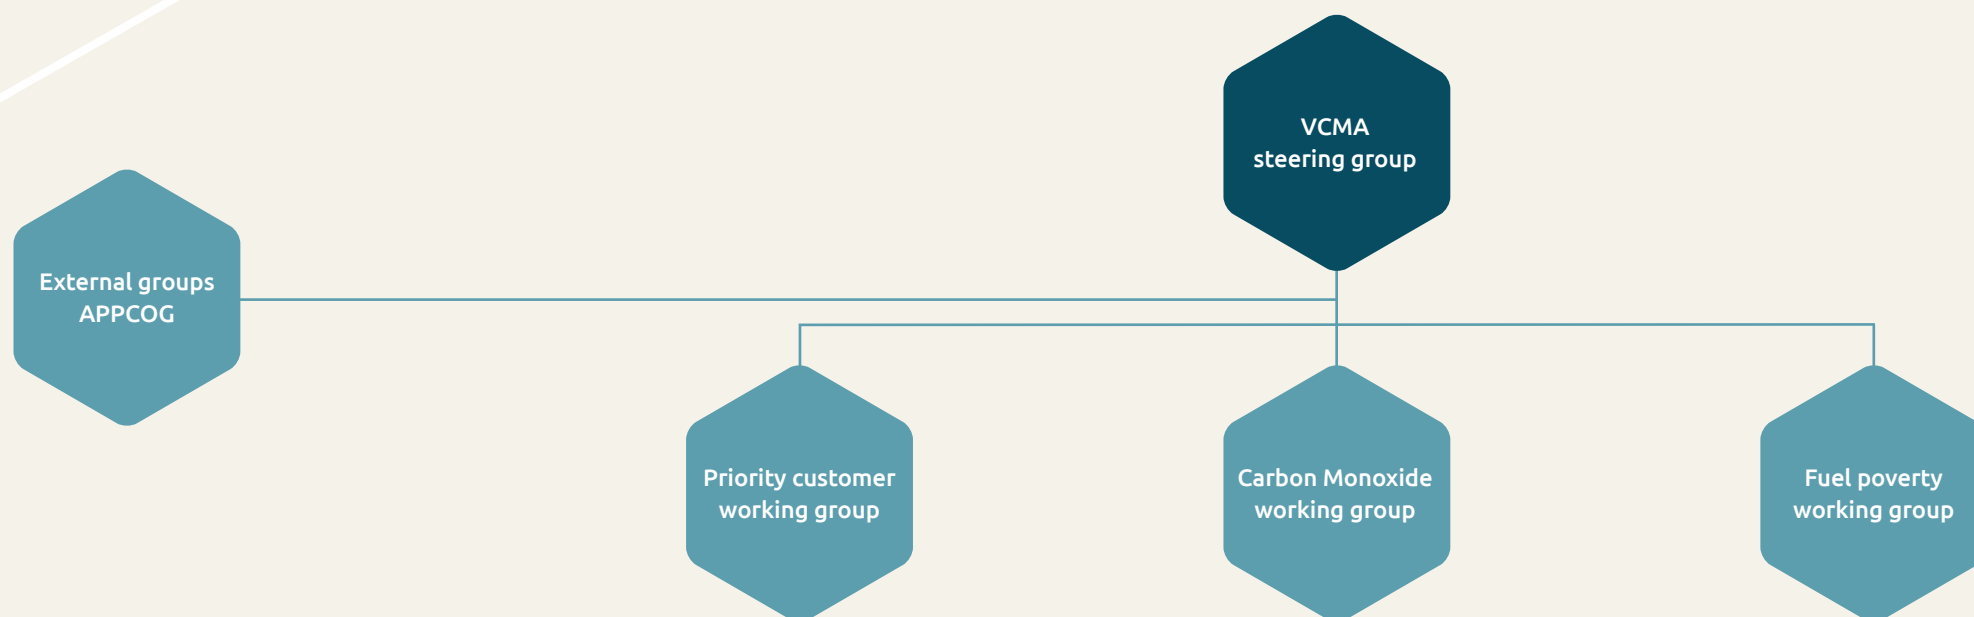 VCMA
steering group
External groups
APPCOG
Priority customer
working group
Carbon Monoxide
working group
Fuel poverty
working group